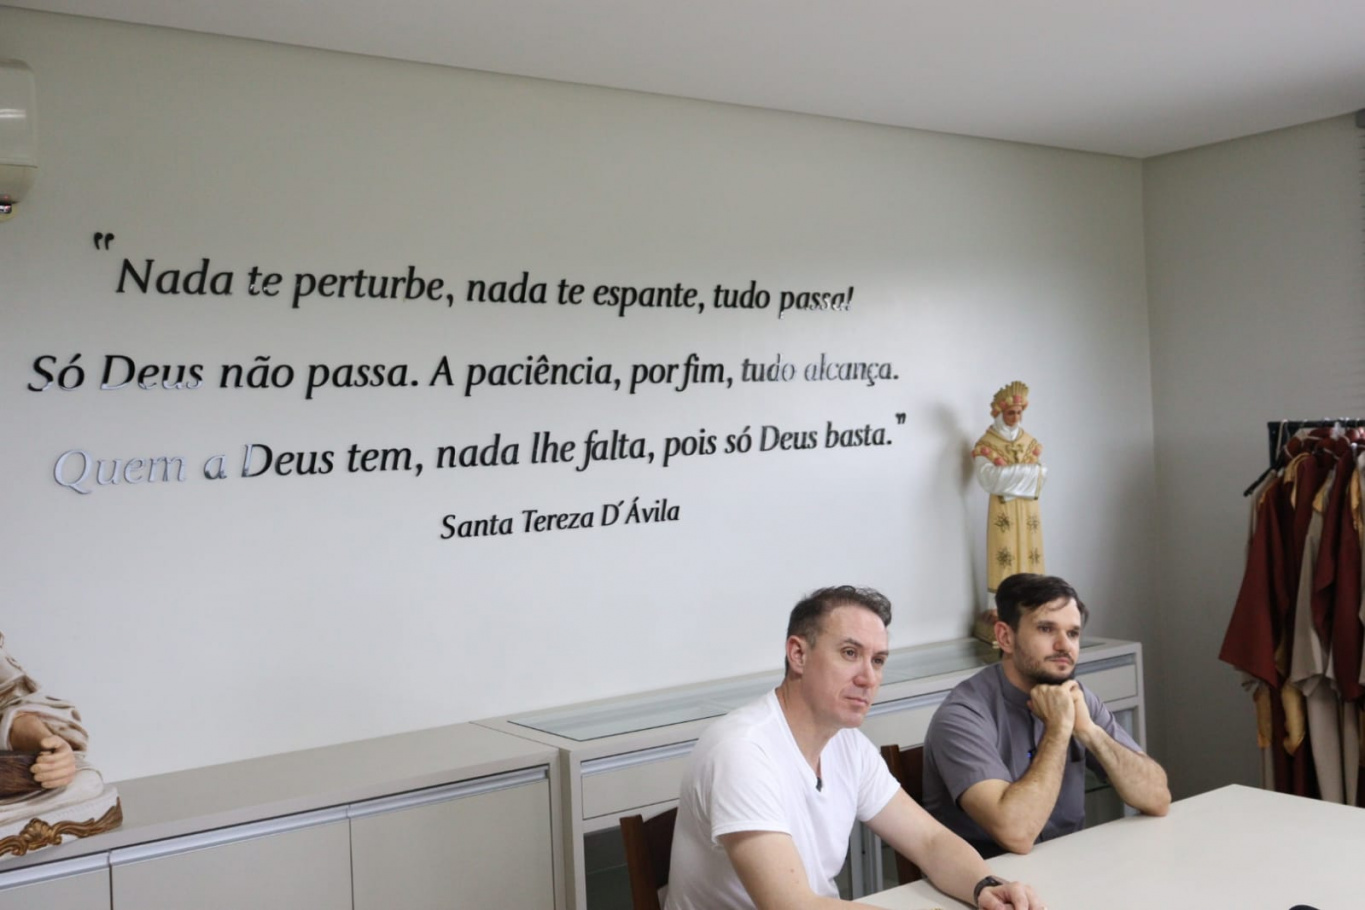 "Nada te perturbe, nada te espante, tudo passa!
Só Deus não passa. A paciência, por fim, tudo alcança.
Quem a Deus tem, nada lhe falta, pois só Deus basta."
Santa Tereza D´Ávila